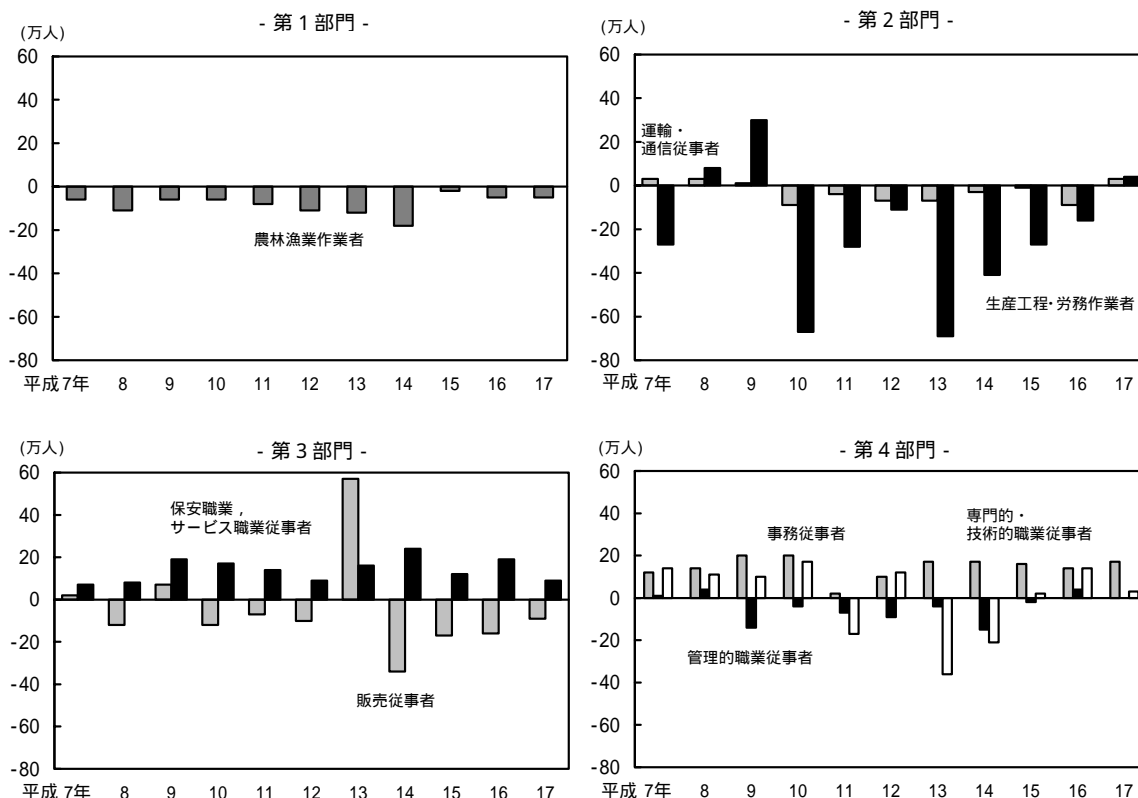 - 第１部門 -
(万人)
60
40
20
0
-20
-40
-60
-80
農林漁業作業者
平成 7年 8 9 10 11 12 13 14 15 16 17
- 第２部門 -
(万人)
60
40
20
0
-20
-40
-60
-80
運輸・
通信従事者
生産工程・労務作業者
平成 7年 8 9 10 11 12 13 14 15 16 17
- 第３部門 -
(万人)
60
40
20
0
-20
-40
-60
-80
保安職業，
サービス職業従事者
販売従事者
平成 7年 8 9 10 11 12 13 14 15 16 17
- 第４部門 -
(万人)
60
40
20
0
-20
-40
-60
-80
専門的・
事務従事者 技術的職業従事者
管理的職業従事者
平成 7年 8 9 10 11 12 13 14 15 16 17